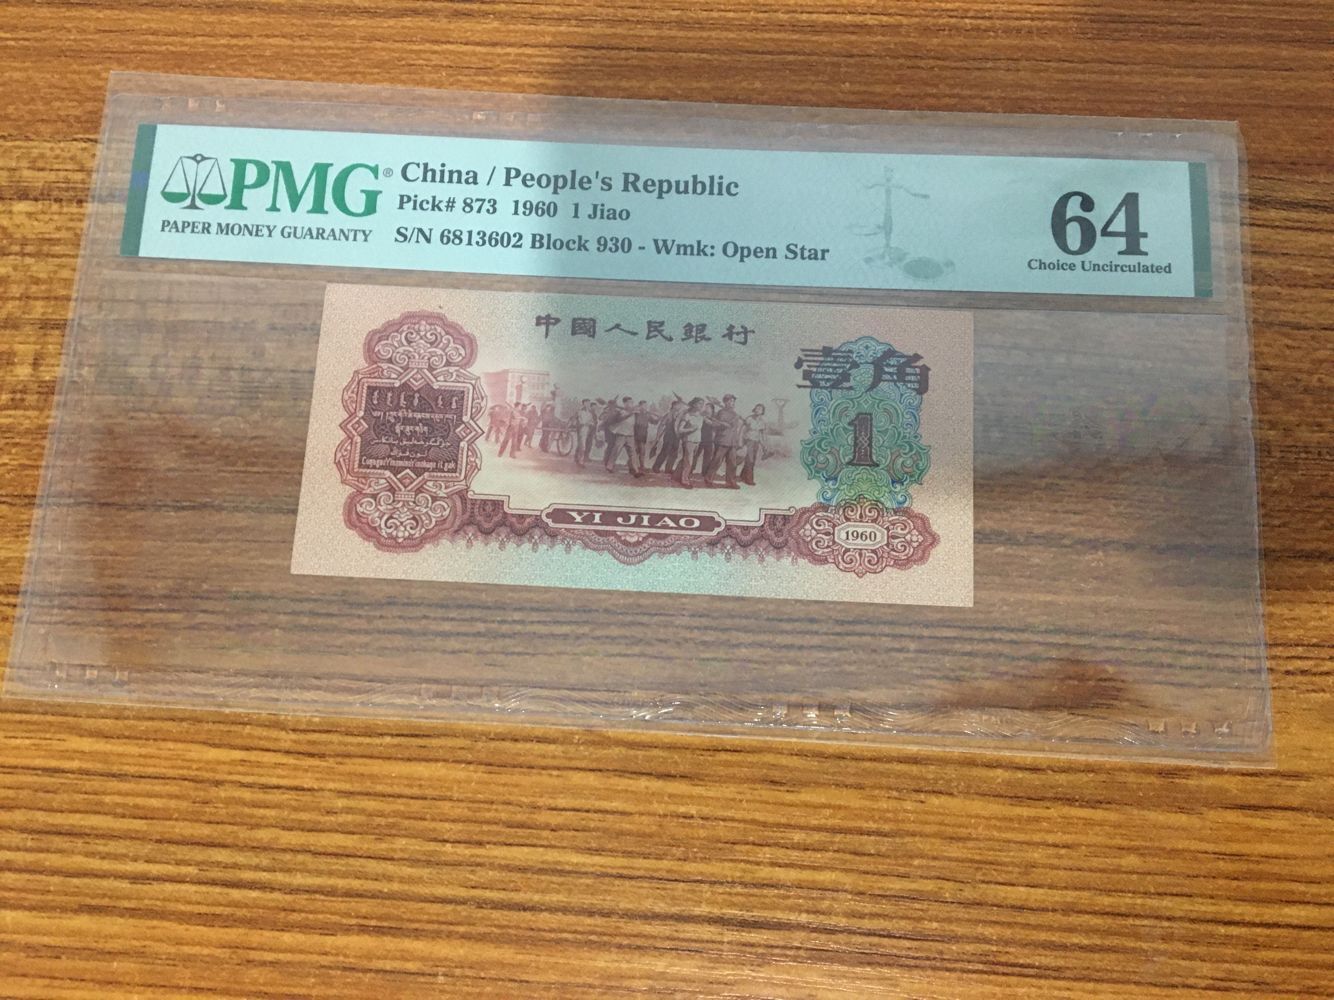 PMG®
PAPER MONEY GUARANTY
China / People's Republic
Pick# 873 1960 1 Jiao
S/N 6813602 Block 930 - Wmk: Open Star
64
Choice Uncirculated
中國人民銀行
壹角
1
YI JIAO
1960